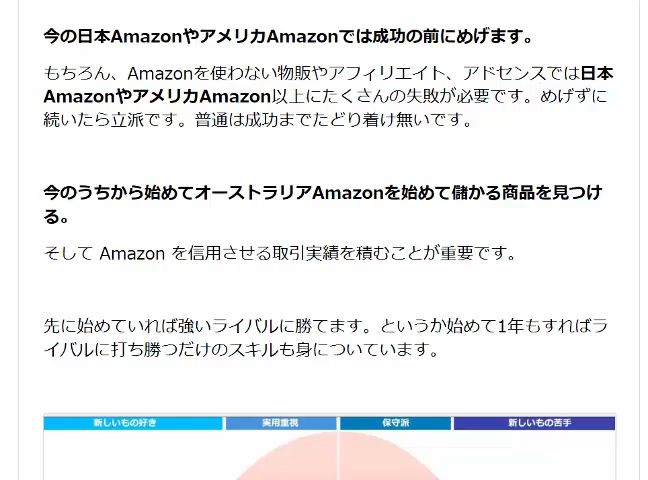 今の日本AmazonやアメリカAmazonでは成功の前にめげます。
もちろん、Amazonを使わない物販やアフィリエイト、アドセンスでは日本
AmazonやアメリカAmazon以上にたくさんの失敗が必要です。めげずに
続いたら立派です。普通は成功までたどり着け無いです。
今のうちから始めてオーストラリアAmazonを始めて儲かる商品を見つけ
る。
そして Amazon を信用させる取引実績を積むことが重要です。
先に始めていれば強いライバルに勝てます。というか始めて1年もすればラ
イバルに打ち勝つだけのスキルも身についています。
新しいもの好き 実用重視 保守派 新しいもの苦手